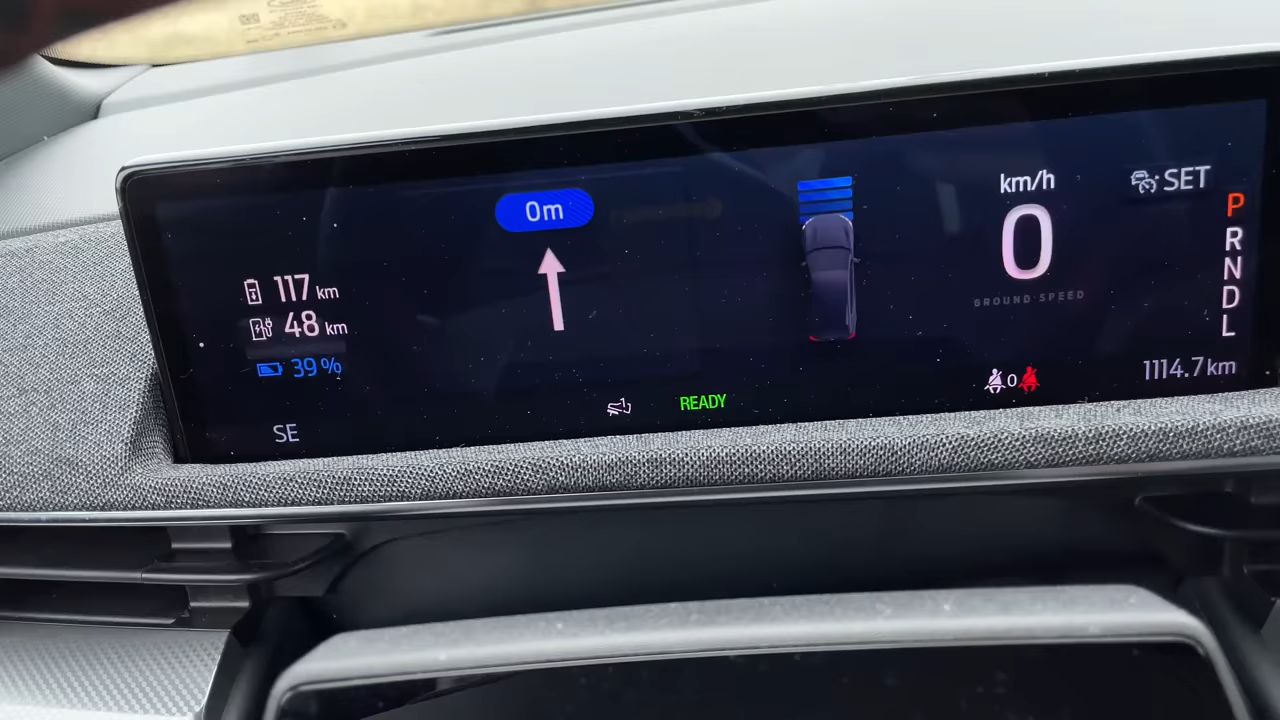 117 km
48 km
39 %
SE
0m
READY
km/h
0
GROUND SPEED
0
SET
P
R
N
D
L
1114.7 km